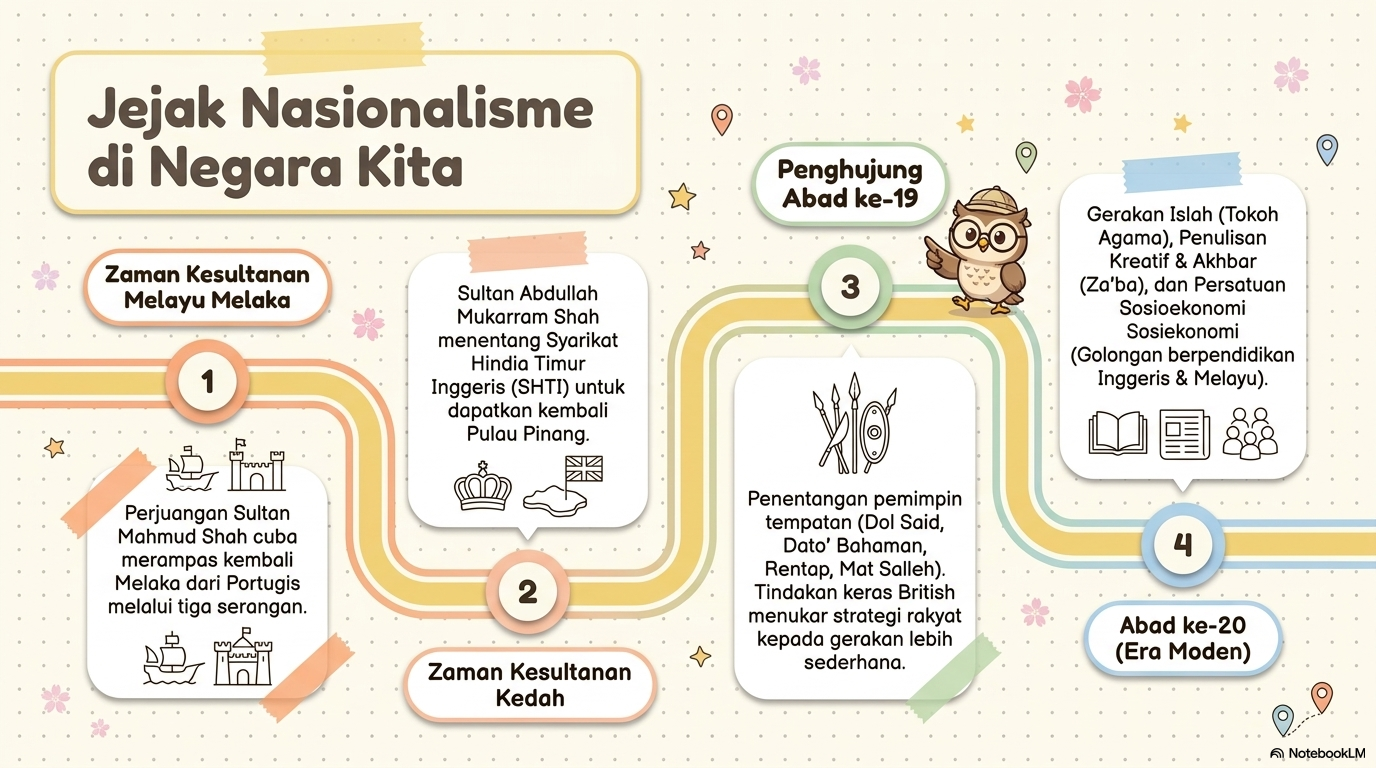 Jejak Nasionalisme
di Negara Kita
Zaman Kesultanan
Melayu Melaka
1
Perjuangan Sultan
Mahmud Shah cuba
merampas kembali
Melaka dari Portugis
melalui tiga serangan.
Sultan Abdullah
Mukarram Shah
menentang Syarikat
Hindia Timur
Inggeris (SHTI) untuk
dapatkan kembali
Pulau Pinang.
2
Zaman Kesultanan
Kedah
Penghujung
Abad ke-19
3
Penentangan pemimpin
tempatan (Dol Said,
Dato' Bahaman,
Rentap, Mat Salleh).
Tindakan keras British
menukar strategi rakyat
kepada gerakan lebih
sederhana.
Gerakan Islah (Tokoh
Agama), Penulisan
Kreatif & Akhbar
(Za'ba), dan Persatuan
Sosioekonomi
Sosiekonomi
(Golongan berpendidikan
Inggeris & Melayu).
4
Abad ke-20
(Era Moden)
NotebookLM